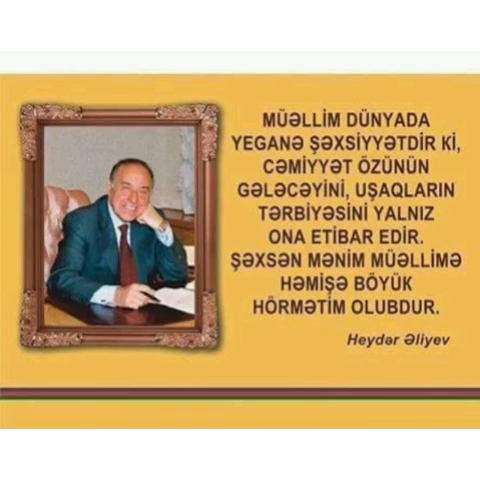 MÜƏLLİM DÜNYADA
YEGANƏ ŞƏXSİYYƏTDİR Kİ,
CƏMİYYƏT ÖZÜNÜN
GƏLƏCƏYİNİ, UŞAQLARIN
TƏRBİYƏSİNİ YALNIZ
ONA ETİBAR EDİR.
ŞƏXSƏN MƏNİM MÜƏLLİMƏ
HƏMİŞƏ BÖYÜK
HÖRMƏTİM OLUBDUR.
Heydər Əliyev